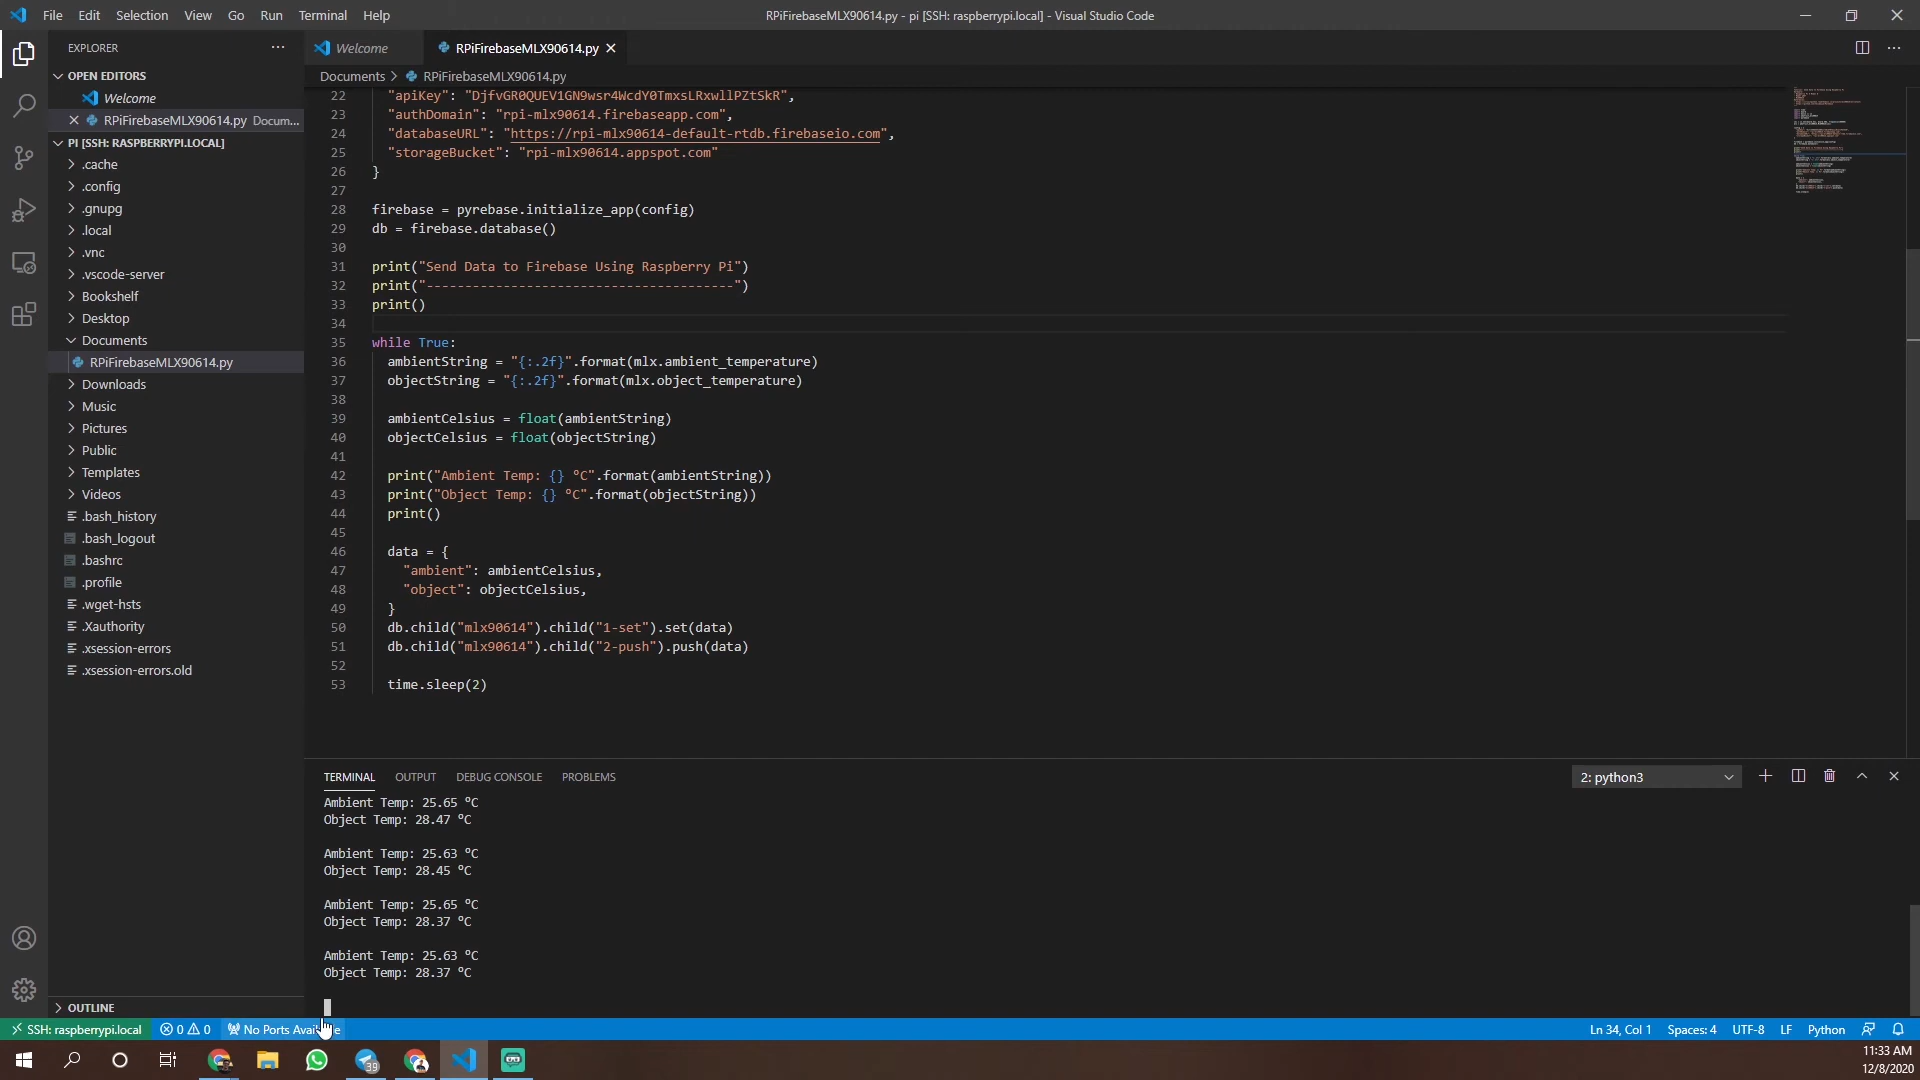 File Edit Selection View Go Run Terminal Help
RPiFirebaseMLX90614.py - pi [SSH: raspberrypi.local] - Visual Studio Code
EXPLORER
OPEN EDITORS
Welcome
RPiFirebaseMLX90614.py Docum...
PI [SSH: RASPBERRYPI.LOCAL]
.cache
.config
.gnupg
.local
.vnc
.vscode-server
Bookshelf
Desktop
Documents
RPiFirebaseMLX90614.py
Downloads
Music
Pictures
Public
Templates
Videos
.bash_history
.bash_logout
.bashrc
.profile
.wget-hsts
.Xauthority
.xsession-errors
.xsession-errors.old
OUTLINE
Welcome
RPiFirebaseMLX90614.py
Documents > RPiFirebaseMLX90614.py
22 "apiKey": "DjfvGR0QUEV1GN9wsr4WcdY0TmxsLRxwllPZtSkR",
23 "authDomain": "rpi-mlx90614.firebaseapp.com",
24 "databaseURL": "https://rpi-mlx90614-default-rtdb.firebaseio.com",
25 "storageBucket": "rpi-mlx90614.appspot.com"
26 }
27
28 firebase = pyrebase.initialize_app(config)
29 db = firebase.database()
30
31 print("Send Data to Firebase Using Raspberry Pi")
32 print("----------------------------------------")
33 print()
34
35 while True:
36 ambientString = "{:.2f}".format(mlx.ambient_temperature)
37 objectString = "{:.2f}".format(mlx.object_temperature)
38
39 ambientCelsius = float(ambientString)
40 objectCelsius = float(objectString)
41
42 print("Ambient Temp: {} ºC".format(ambientString))
43 print("Object Temp: {} ºC".format(objectString))
44 print()
45
46 data = {
47 "ambient": ambientCelsius,
48 "object": objectCelsius,
49 }
50 db.child("mlx90614").child("1-set").set(data)
51 db.child("mlx90614").child("2-push").push(data)
52
53 time.sleep(2)
TERMINAL OUTPUT DEBUG CONSOLE PROBLEMS
2: python3
Ambient Temp: 25.65 ºC
Object Temp: 28.47 ºC
Ambient Temp: 25.63 ºC
Object Temp: 28.45 ºC
Ambient Temp: 25.65 ºC
Object Temp: 28.37 ºC
Ambient Temp: 25.63 ºC
Object Temp: 28.37 ºC
SSH: raspberrypi.local 0 0 No Ports
Ln 34, Col 1 Spaces: 4 UTF-8 LF Python
39
11:33 AM
12/8/2020